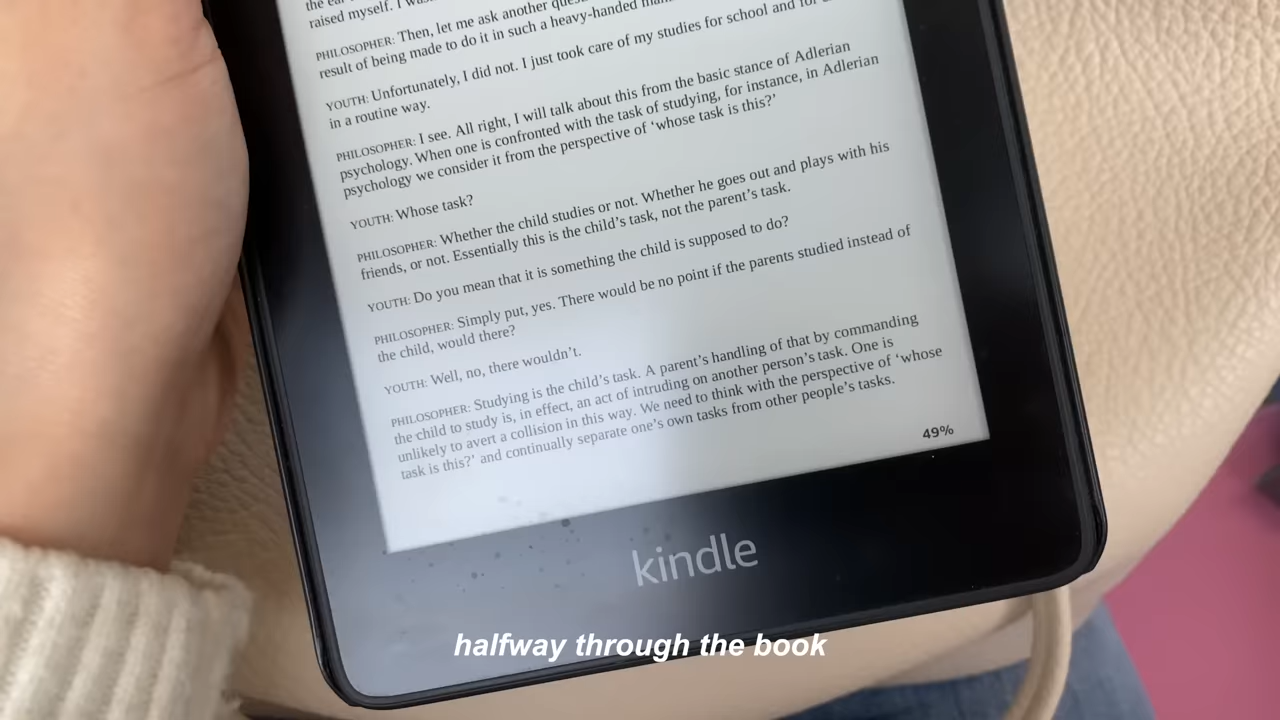 the ear
raised myself. I was
PHILOSOPHER: Then, let me ask another
result of being made to do it in such a heavy-handed
YOUTH: Unfortunately, I did not. I just took care of my studies for school and for
in a routine way.
PHILOSOPHER: I see. All right, I will talk about this from the basic stance of Adlerian
psychology. When one is confronted with the task of studying, for instance, in Adlerian
psychology we consider it from the perspective of ‘whose task is this?’
YOUTH: Whose task?
PHILOSOPHER: Whether the child studies or not. Whether he goes out and plays with his
friends, or not. Essentially this is the child’s task, not the parent’s task.
YOUTH: Do you mean that it is something the child is supposed to do?
PHILOSOPHER: Simply put, yes. There would be no point if the parents studied instead of
the child, would there?
YOUTH: Well, no, there wouldn’t.
PHILOSOPHER: Studying is the child’s task. A parent’s handling of that by commanding
the child to study is, in effect, an act of intruding on another person’s task. One is
unlikely to avert a collision in this way. We need to think with the perspective of ‘whose
task is this?’ and continually separate one’s own tasks from other people’s tasks.
49%
kindle
halfway through the book